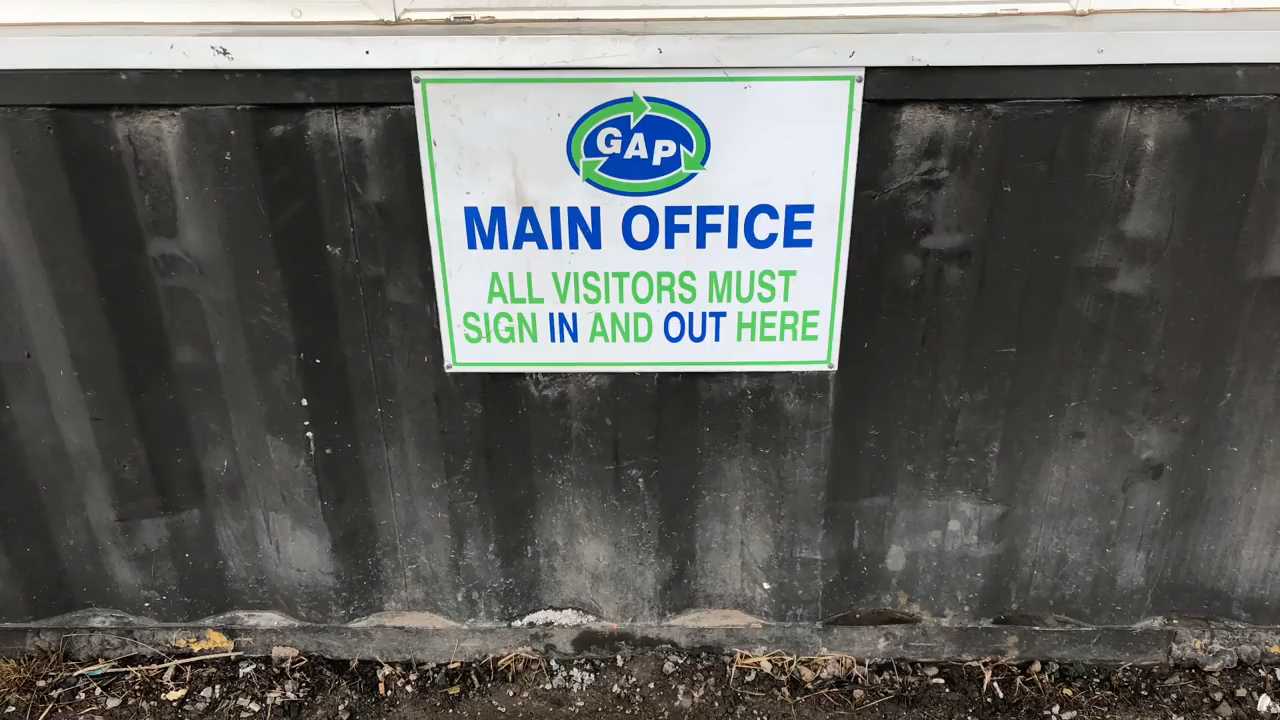 GAP
MAIN OFFICE
ALL VISITORS MUST
SIGN IN AND OUT HERE